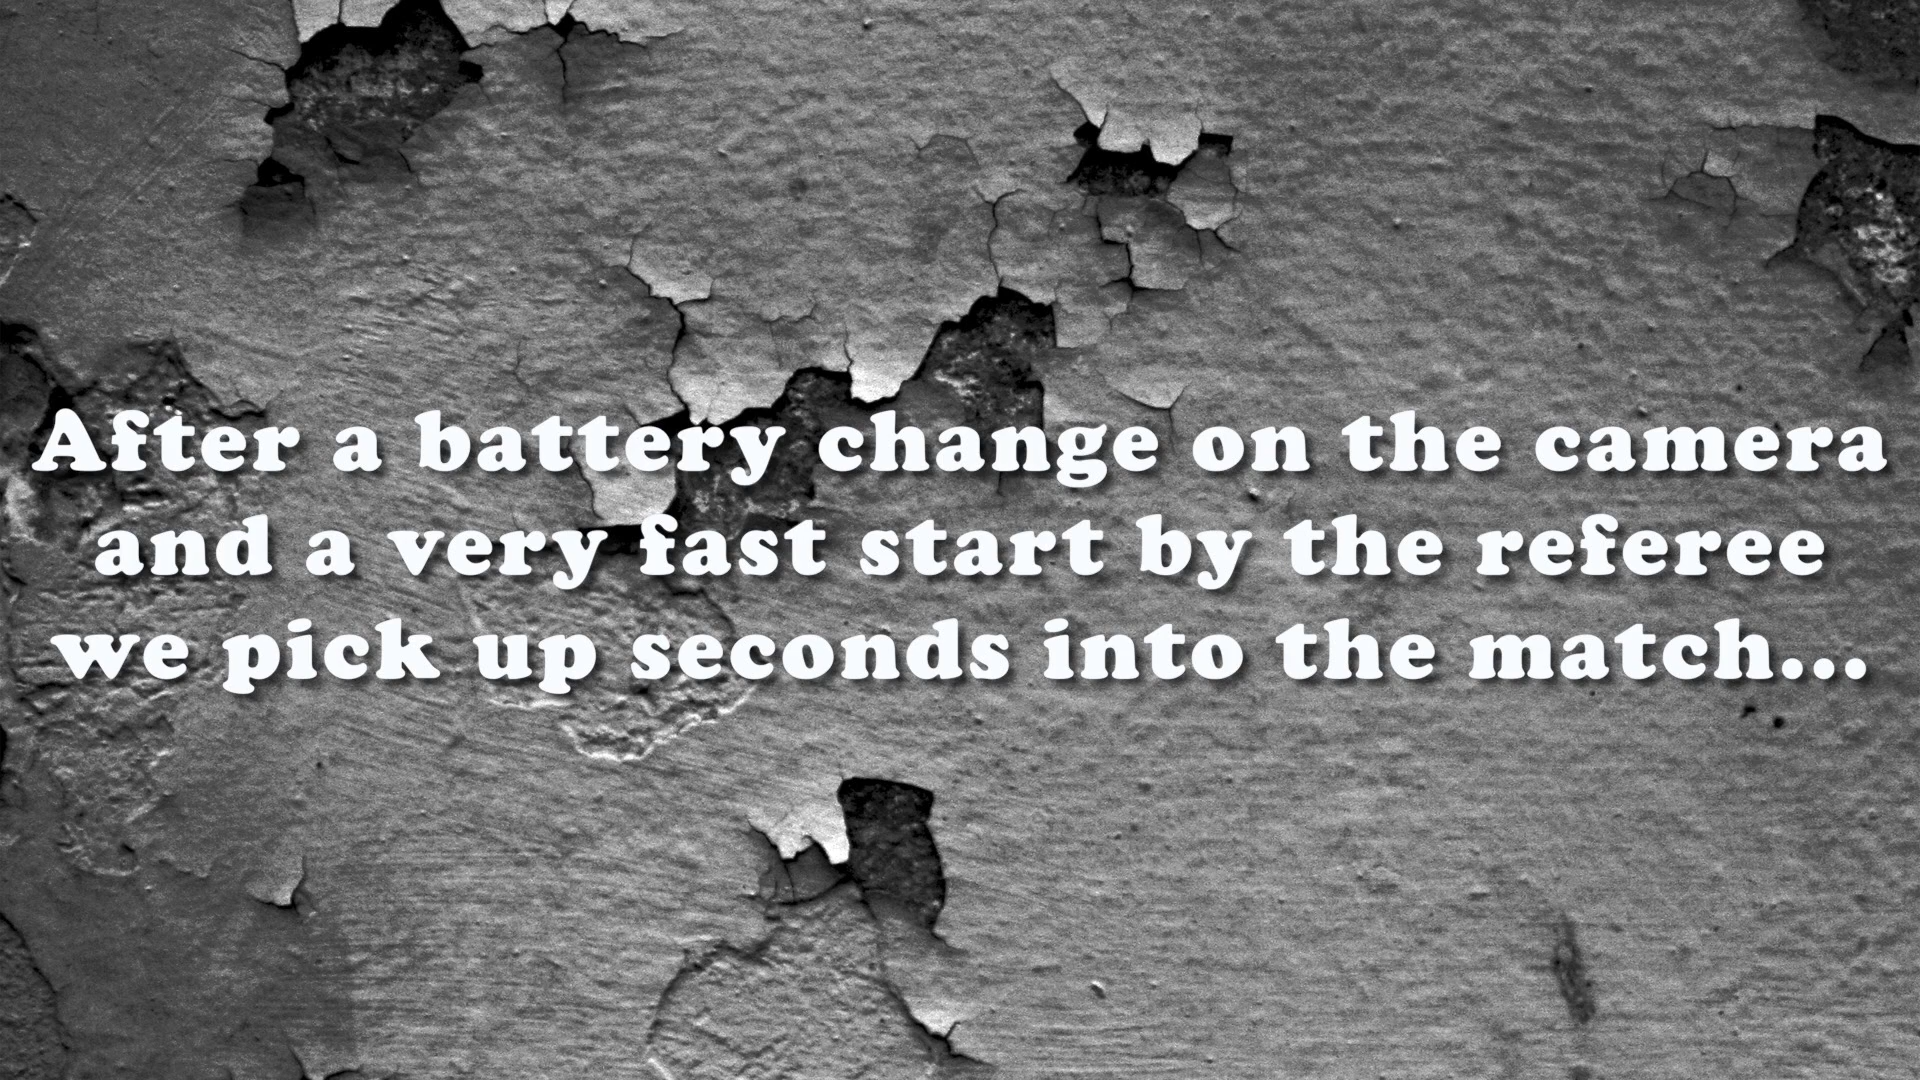 After a battery change on the camera
and a very fast start by the referee
we pick up seconds into the match...